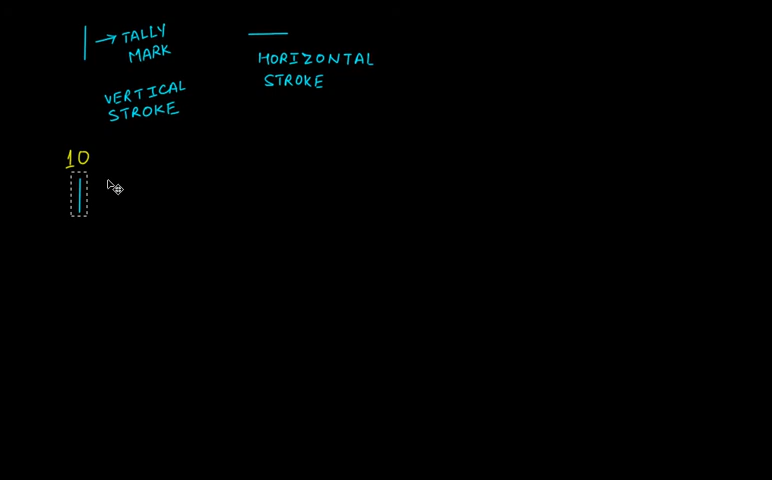 TALLY
MARK
HORIZONTAL
STROKE
VERTICAL
STROKE
10